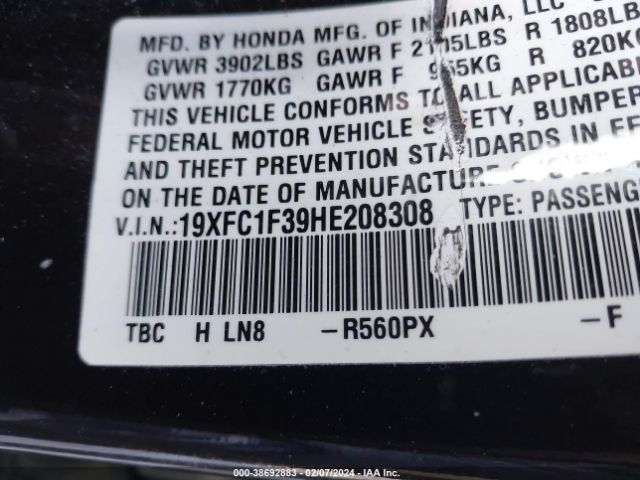 MFD. BY HONDA MFG. OF INDIANA, LLC
GVWR 3902LBS GAWR F 2105LBS R 1808LB
GVWR 1770KG GAWR F 955KG R 820KG
THIS VEHICLE CONFORMS TO ALL APPLICAB
FEDERAL MOTOR VEHICLE SAFETY, BUMPER
AND THEFT PREVENTION STANDARDS IN EF
ON THE DATE OF MANUFACTURE
V.I.N.:19XFC1F39HE208308 TYPE: PASSENG
TBC H LN8 -R560PX -F
000-38692883 - 02/07/2024 - IAA Inc.